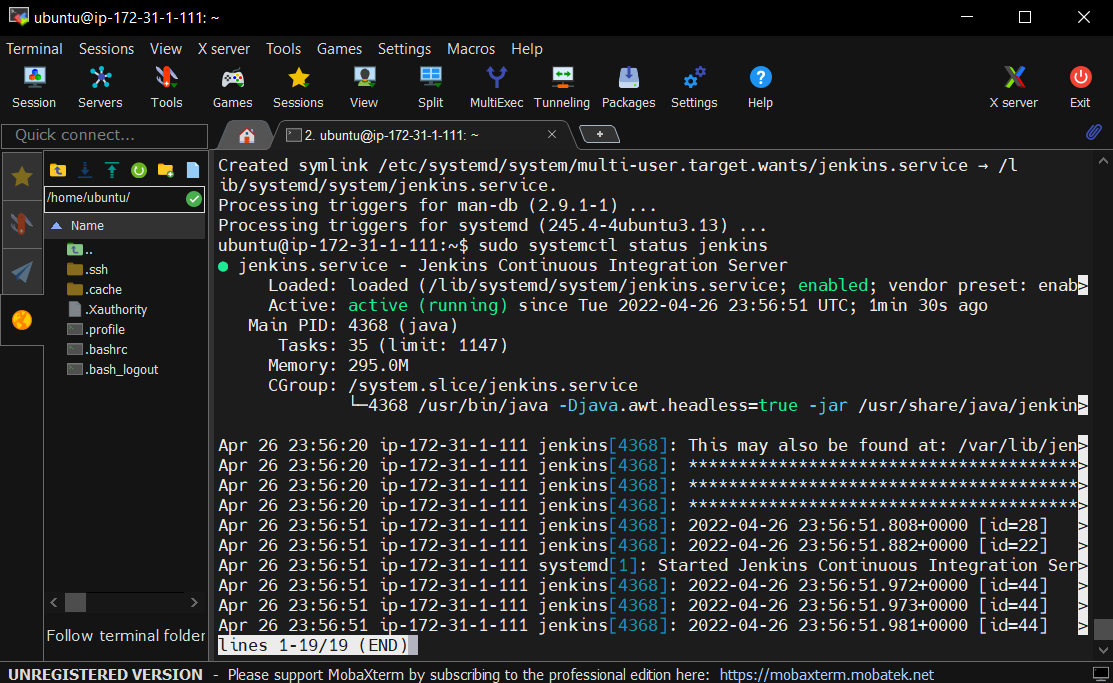 ubuntu@ip-172-31-1-111: ~
Terminal Sessions View X server Tools Games Settings Macros Help
Session Servers Tools Games Sessions View Split MultiExec Tunneling Packages Settings Help X server Exit
Quick connect...
2. ubuntu@ip-172-31-1-111: ~
/home/ubuntu/
Name
..
.ssh
.cache
.Xauthority
.profile
.bashrc
.bash_logout
Follow terminal folder
Created symlink /etc/systemd/system/multi-user.target.wants/jenkins.service → /l
ib/systemd/system/jenkins.service.
Processing triggers for man-db (2.9.1-1) ...
Processing triggers for systemd (245.4-4ubuntu3.13) ...
ubuntu@ip-172-31-1-111:~$ sudo systemctl status jenkins
● jenkins.service - Jenkins Continuous Integration Server
Loaded: loaded (/lib/systemd/system/jenkins.service; enabled; vendor preset: enab>
Active: active (running) since Tue 2022-04-26 23:56:51 UTC; 1min 30s ago
Main PID: 4368 (java)
Tasks: 35 (limit: 1147)
Memory: 295.0M
CGroup: /system.slice/jenkins.service
└─4368 /usr/bin/java -Djava.awt.headless=true -jar /usr/share/java/jenkin>
Apr 26 23:56:20 ip-172-31-1-111 jenkins[4368]: This may also be found at: /var/lib/jen>
Apr 26 23:56:20 ip-172-31-1-111 jenkins[4368]: ***************************************>
Apr 26 23:56:20 ip-172-31-1-111 jenkins[4368]: ***************************************>
Apr 26 23:56:20 ip-172-31-1-111 jenkins[4368]: ***************************************>
Apr 26 23:56:51 ip-172-31-1-111 jenkins[4368]: 2022-04-26 23:56:51.808+0000 [id=28] >
Apr 26 23:56:51 ip-172-31-1-111 jenkins[4368]: 2022-04-26 23:56:51.882+0000 [id=22] >
Apr 26 23:56:51 ip-172-31-1-111 systemd[1]: Started Jenkins Continuous Integration Ser>
Apr 26 23:56:51 ip-172-31-1-111 jenkins[4368]: 2022-04-26 23:56:51.972+0000 [id=44] >
Apr 26 23:56:51 ip-172-31-1-111 jenkins[4368]: 2022-04-26 23:56:51.973+0000 [id=44] >
Apr 26 23:56:51 ip-172-31-1-111 jenkins[4368]: 2022-04-26 23:56:51.981+0000 [id=44] >
lines 1-19/19 (END)
UNREGISTERED VERSION - Please support MobaXterm by subscribing to the professional edition here: https://mobaxterm.mobatek.net